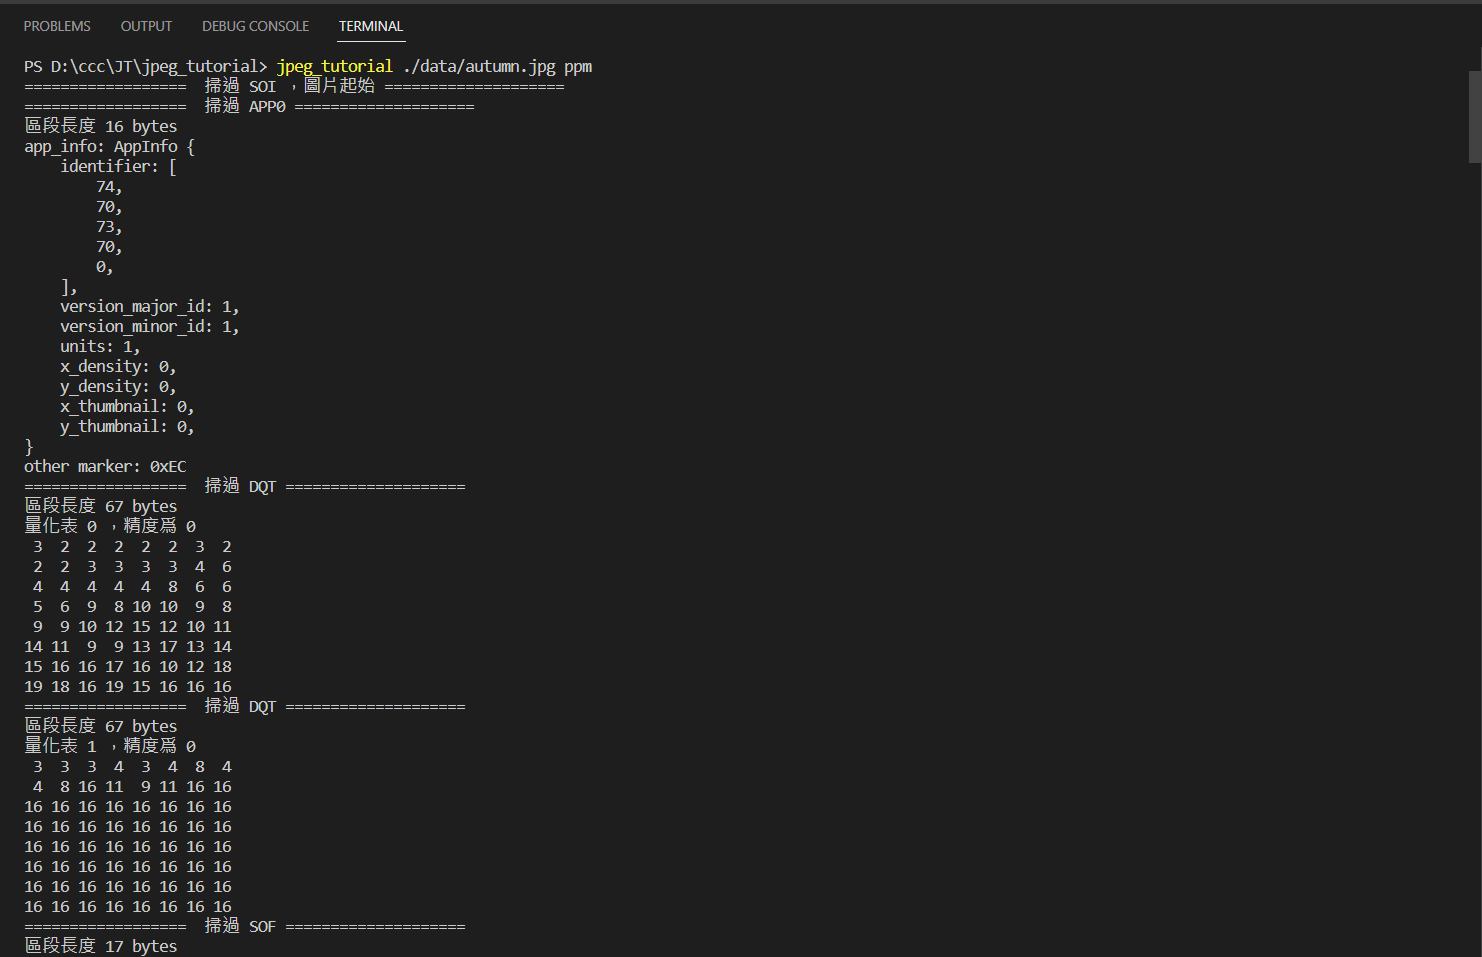 PROBLEMS OUTPUT DEBUG CONSOLE TERMINAL
PS D:\ccc\JT\jpeg_tutorial> jpeg_tutorial ./data/autumn.jpg ppm
================== 掃過 SOI ，圖片起始 ====================
================== 掃過 APP0 ====================
區段長度 16 bytes
app_info: AppInfo {
    identifier: [
        74,
        70,
        73,
        70,
        0,
    ],
    version_major_id: 1,
    version_minor_id: 1,
    units: 1,
    x_density: 0,
    y_density: 0,
    x_thumbnail: 0,
    y_thumbnail: 0,
}
other marker: 0xEC
================== 掃過 DQT ====================
區段長度 67 bytes
量化表 0 ，精度爲 0
 3  2  2  2  2  2  3  2
 2  2  3  3  3  3  4  6
 4  4  4  4  4  8  6  6
 5  6  9  8 10 10  9  8
 9  9 10 12 15 12 10 11
14 11  9  9 13 17 13 14
15 16 16 17 16 10 12 18
19 18 16 19 15 16 16 16
================== 掃過 DQT ====================
區段長度 67 bytes
量化表 1 ，精度爲 0
 3  3  3  4  3  4  8  4
 4  8 16 11  9 11 16 16
16 16 16 16 16 16 16 16
16 16 16 16 16 16 16 16
16 16 16 16 16 16 16 16
16 16 16 16 16 16 16 16
16 16 16 16 16 16 16 16
16 16 16 16 16 16 16 16
================== 掃過 SOF ====================
區段長度 17 bytes